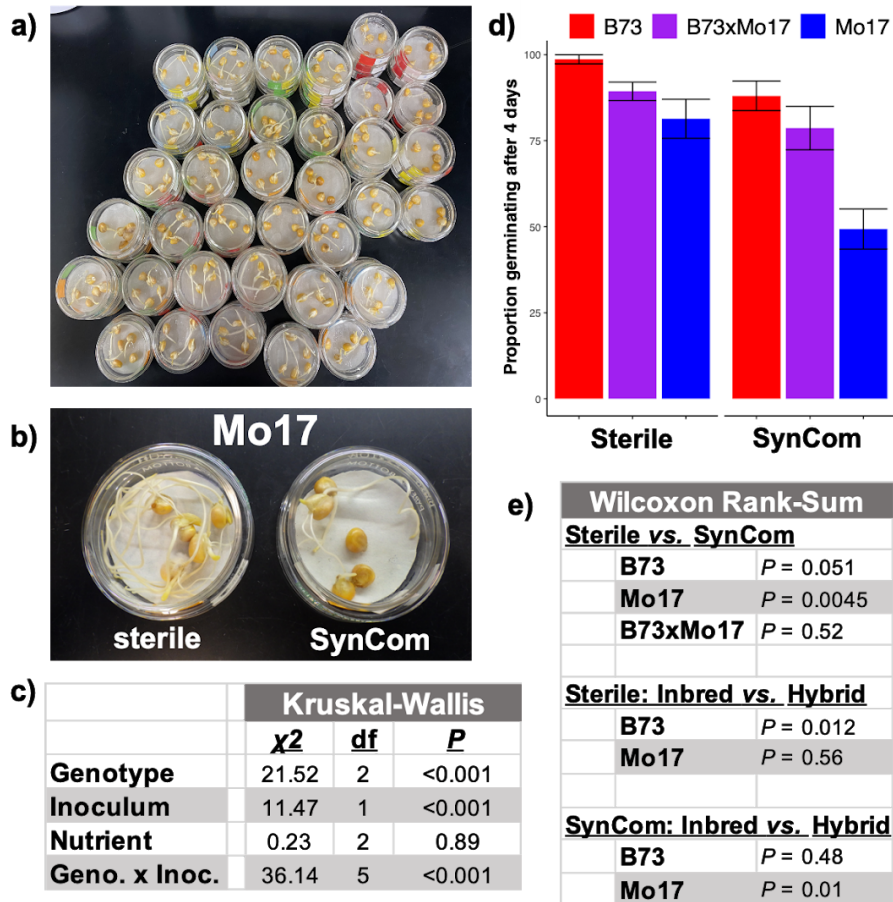 a)
b)
Mo17
sterile
SynCom
c)
Kruskal-Wallis
χ2 df P
Genotype 21.52 2 <0.001
Inoculum 11.47 1 <0.001
Nutrient 0.23 2 0.89
Geno. x Inoc. 36.14 5 <0.001
d)
B73 B73xMo17 Mo17
Proportion germinating after 4 days
100
75
50
25
0
Sterile SynCom
e)
Wilcoxon Rank-Sum
Sterile vs. SynCom
B73 P = 0.051
Mo17 P = 0.0045
B73xMo17 P = 0.52
Sterile: Inbred vs. Hybrid
B73 P = 0.012
Mo17 P = 0.56
SynCom: Inbred vs. Hybrid
B73 P = 0.48
Mo17 P = 0.01